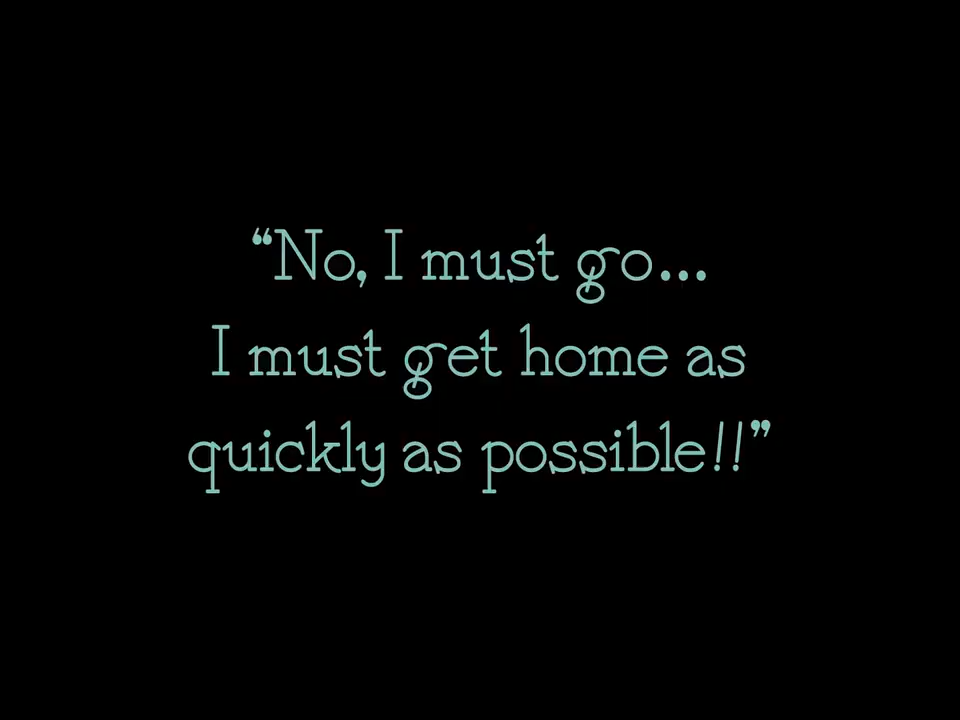 “No, I must go...
I must get home as
quickly as possible!!”